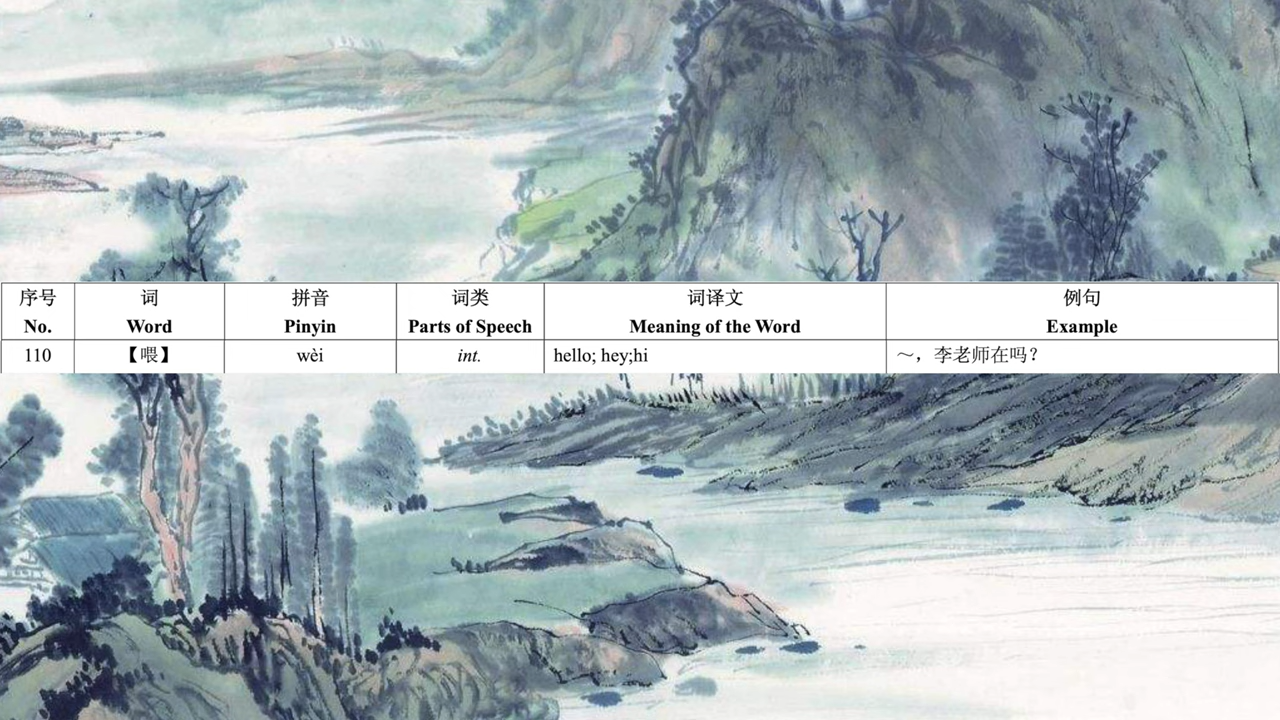 序号 词 拼音 词类 词译文 例句
No. Word Pinyin Parts of Speech Meaning of the Word Example
110 【喂】 wèi int. hello; hey;hi ～，李老师在吗？